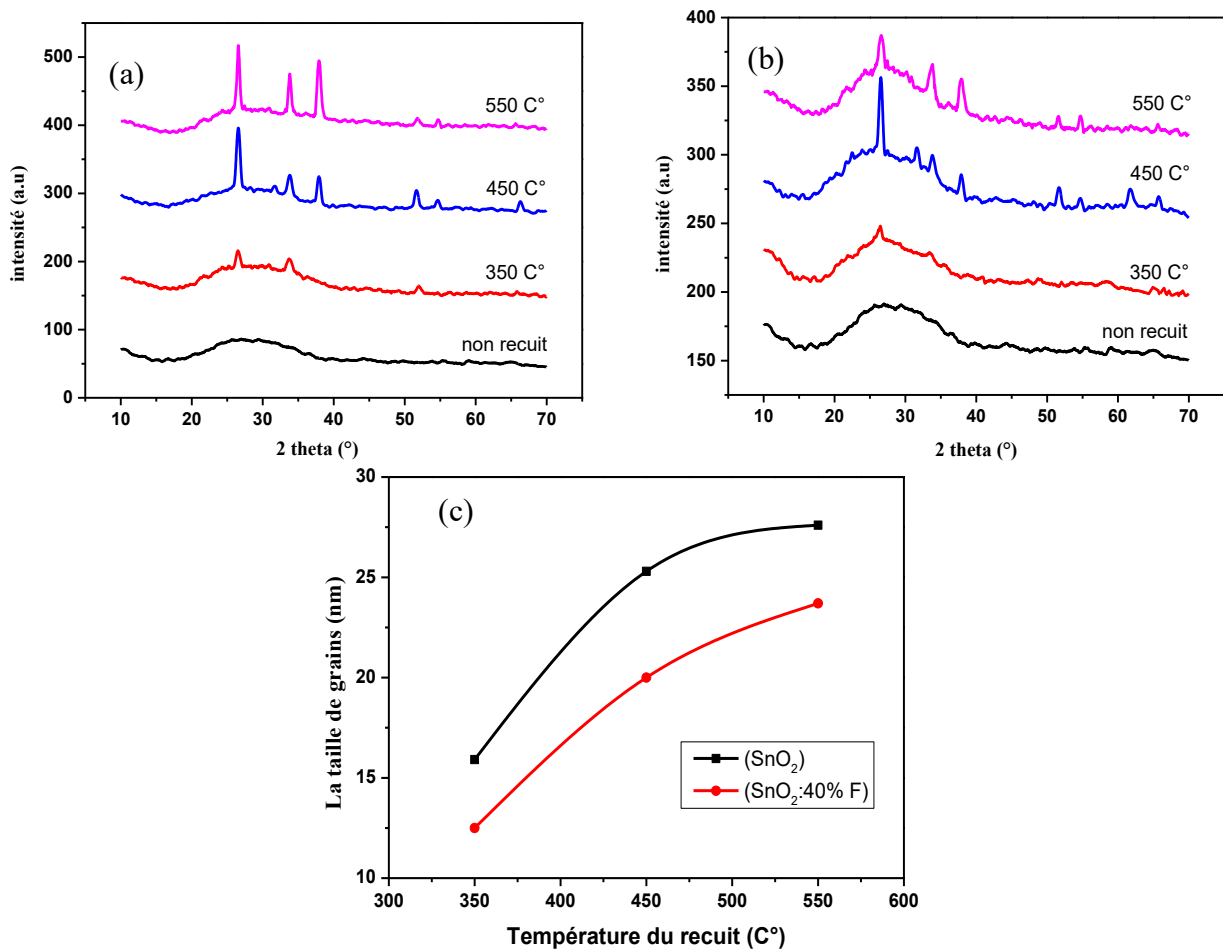 (a)
intensité (a.u)
500
400
300
200
100
0
550 C°
450 C°
350 C°
non recuit
10 20 30 40 50 60 70
2 theta (°)
(b)
intensité (a.u)
400
350
300
250
200
150
550 C°
450 C°
350 C°
non recuit
10 20 30 40 50 60 70
2 theta (°)
(c)
La taille de grains (nm)
30
25
20
15
10
(SnO₂)
(SnO₂:40% F)
300 350 400 450 500 550 600
Température du recuit (C°)